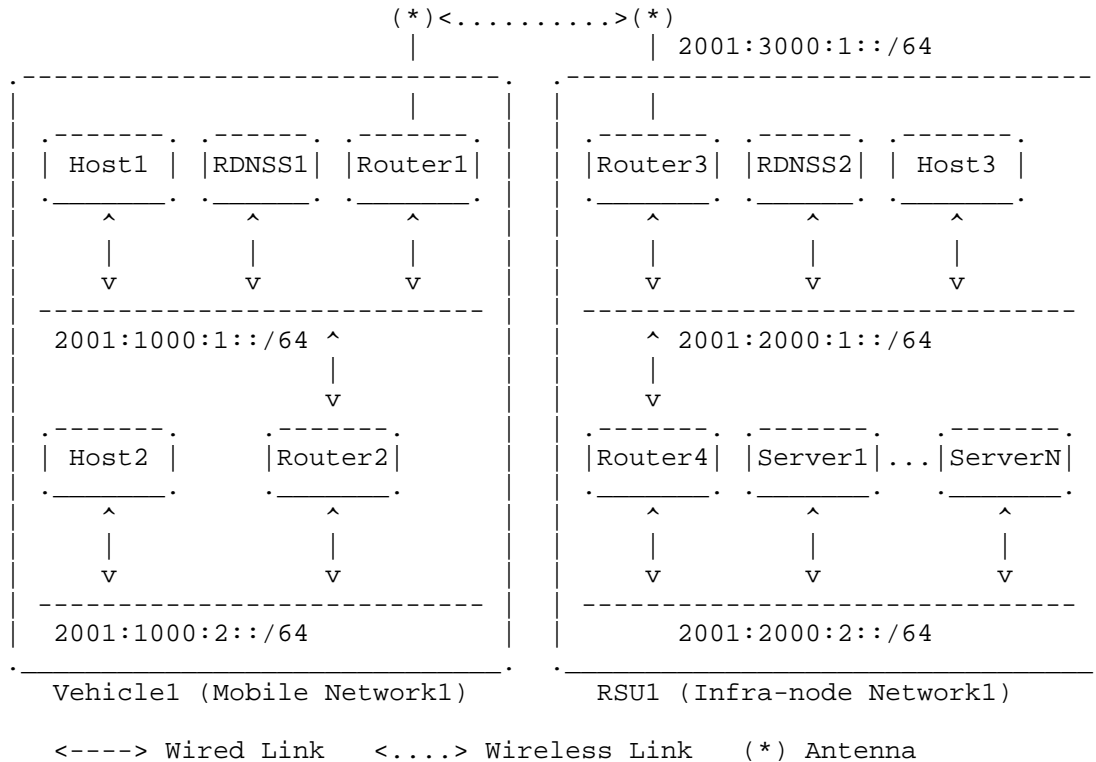 (*)<..........>(*)
2001:3000:1::/64
Host1 RDNSS1 Router1 Router3 RDNSS2 Host3
2001:1000:1::/64 2001:2000:1::/64
Host2 Router2 Router4 Server1 ... ServerN
2001:1000:2::/64 2001:2000:2::/64
Vehicle1 (Mobile Network1) RSU1 (Infra-node Network1)
<----> Wired Link <....> Wireless Link (*) Antenna